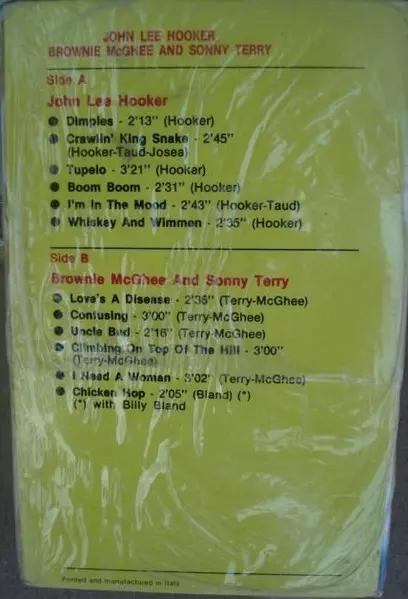 JOHN LEE HOOKER
BROWNIE McGHEE AND SONNY TERRY
Side A
John Lee Hooker
● Dimples - 2'13" (Hooker)
● Crawlin' King Snake - 2'45"
(Hooker-Taud-Josea)
● Tupelo - 3'21" (Hooker)
● Boom Boom - 2'31" (Hooker)
● I'm In The Mood - 2'43" (Hooker-Taud)
● Whiskey And Wimmen - 2'35" (Hooker)
Side B
Brownie McGhee And Sonny Terry
● Love's A Disease - 2'36" (Terry-McGhee)
● Confusing - 3'00" (Terry-McGhee)
● Uncle Bud - 2'16" (Terry-McGhee)
● Climbing On Top Of The Hill - 3'00"
(Terry-McGhee)
● I Need A Woman - 3'02' (Terry-McGhee)
● Chicken Hop - 2'05" (Bland) (*)
(*) with Billy Bland
Printed and manufactured in Italy